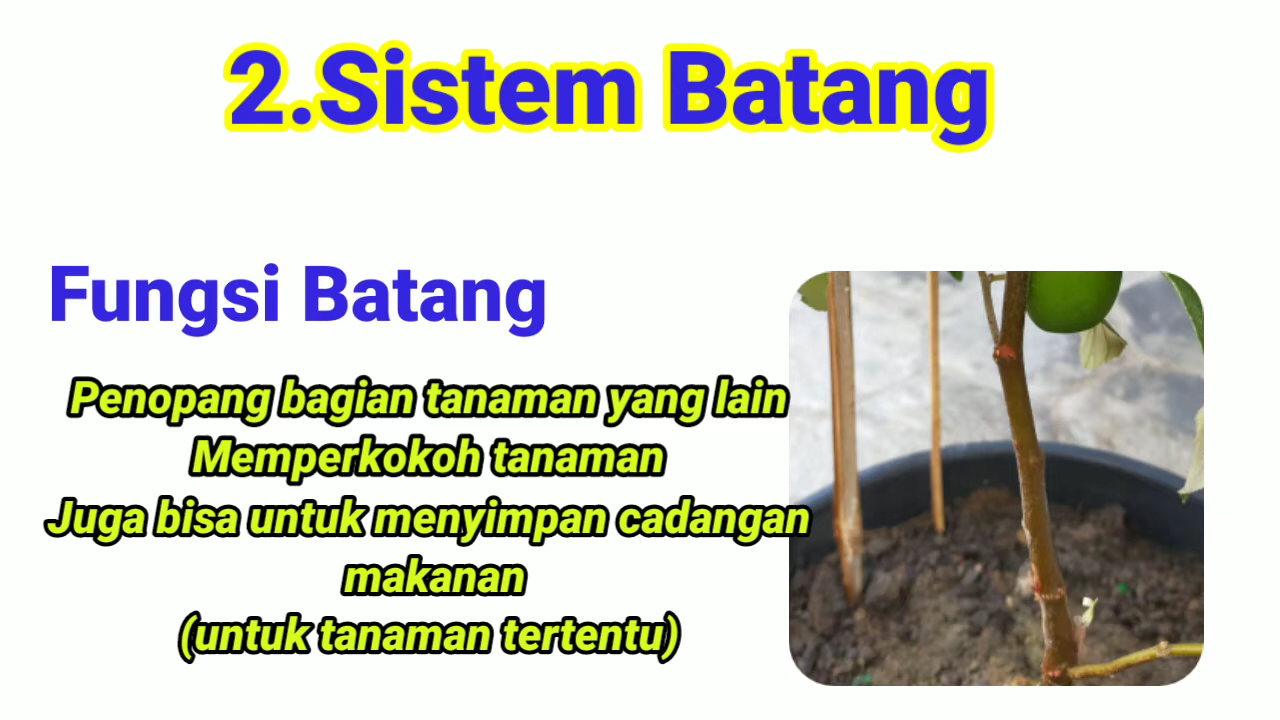 2.Sistem Batang
Fungsi Batang
Penopang bagian tanaman yang lain
Memperkokoh tanaman
Juga bisa untuk menyimpan cadangan
makanan
(untuk tanaman tertentu)